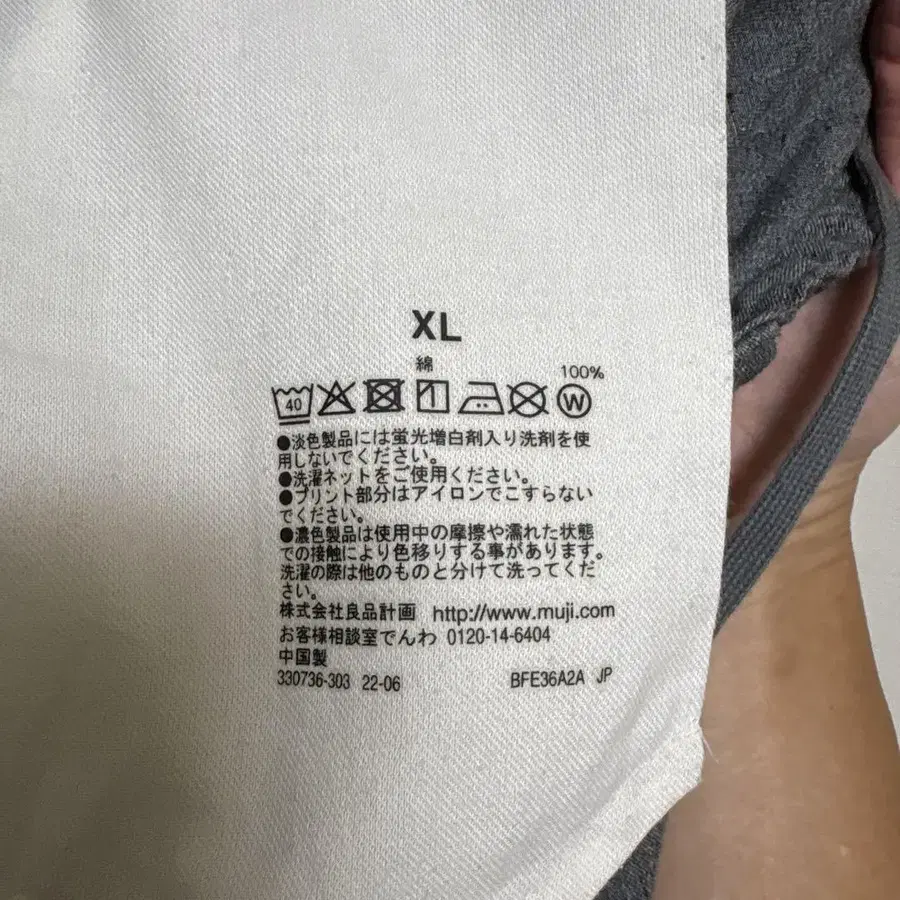 XL
綿
100%
40
W
●淡色製品には蛍光増白剤入り洗剤を使
用しないでください。
●洗濯ネットをご使用ください。
●プリント部分はアイロンでこすらない
でください。
●濃色製品は使用中の摩擦や濡れた状態
での接触により色移りする事があります。
洗濯の際は他のものと分けて洗ってくだ
さい。
株式会社良品計画 http://www.muji.com
お客様相談室でんわ 0120-14-6404
中国製
330736-303 22-06 BFE36A2A JP